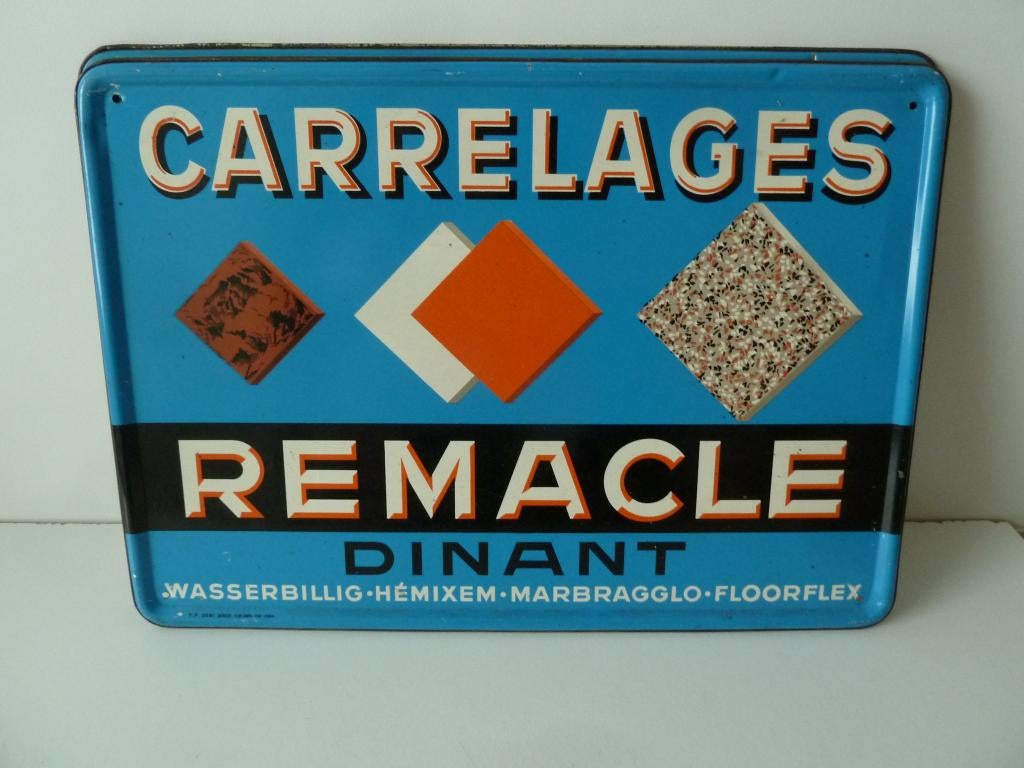 CARRELAGES
REMACLE
DINANT
WASSERBILLIG·HÉMIXEM·MARBRAGGLO·FLOORFLEX